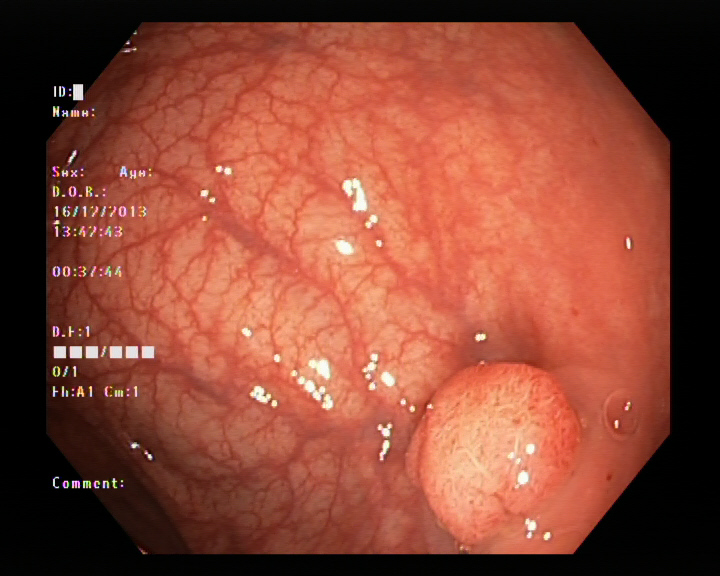 ID:
Name:
Sex: Age:
D.O.B.:
16/12/2013
13:42:43
00:37:44
D.F:1
■■■/■■■
0/1
Eh:A1 Cm:1
Comment: